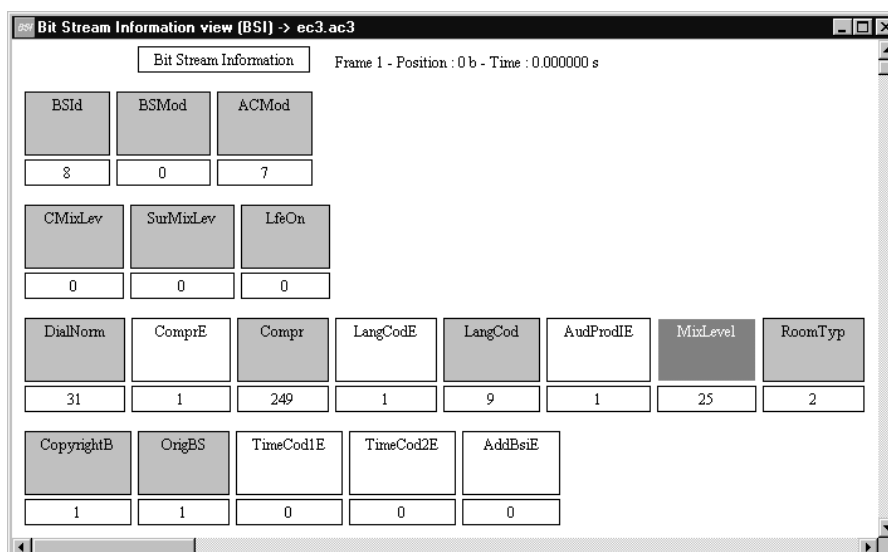 BSI Bit Stream Information view (BSI) -> ec3.ac3
Bit Stream Information Frame 1 - Position : 0 b - Time : 0.000000 s
BSId BSMod ACMod
8 0 7
CMixLev SurMixLev LfeOn
0 0 0
DialNorm ComprE Compr LangCodE LangCod AudProdIE MixLevel RoomTyp
31 1 249 1 9 1 25 2
CopyrightB OrigBS TimeCod1E TimeCod2E AddBsiE
1 1 0 0 0